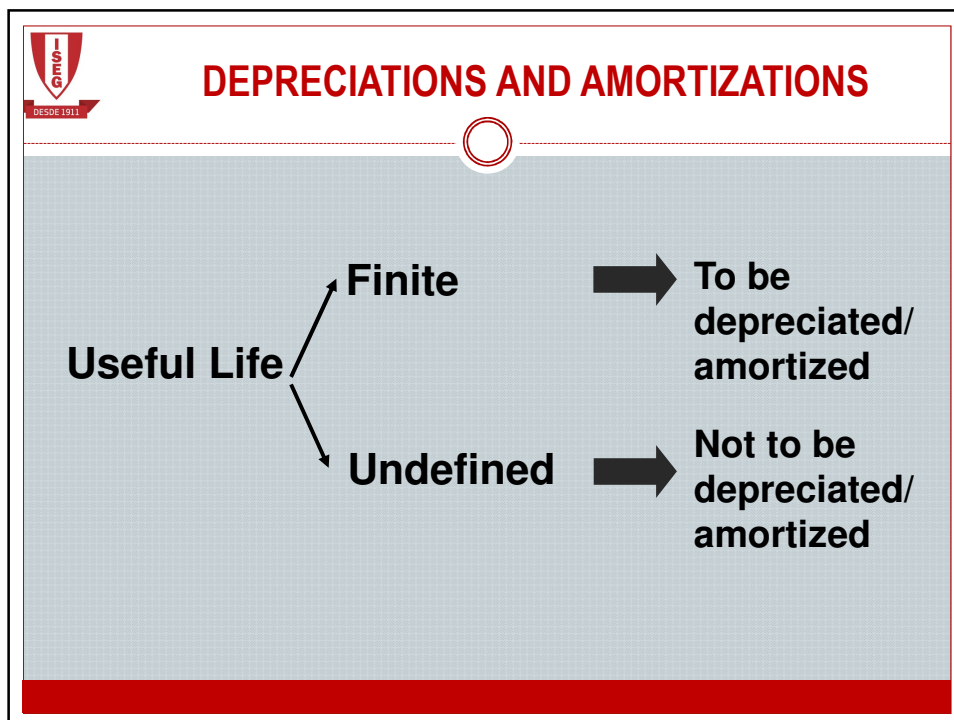 ISEG
DESDE 1911
DEPRECIATIONS AND AMORTIZATIONS
Useful Life
Finite
To be
depreciated/
amortized
Undefined
Not to be
depreciated/
amortized